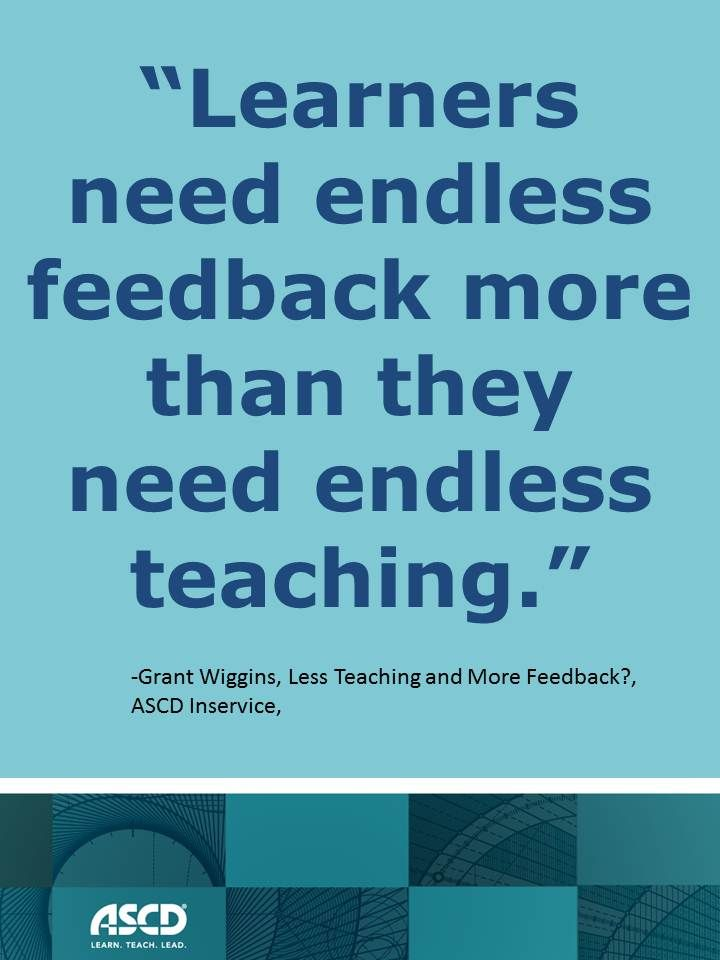 “Learners
need endless
feedback more
than they
need endless
teaching.”
-Grant Wiggins, Less Teaching and More Feedback?,
ASCD Inservice,
ASCD®
LEARN. TEACH. LEAD.